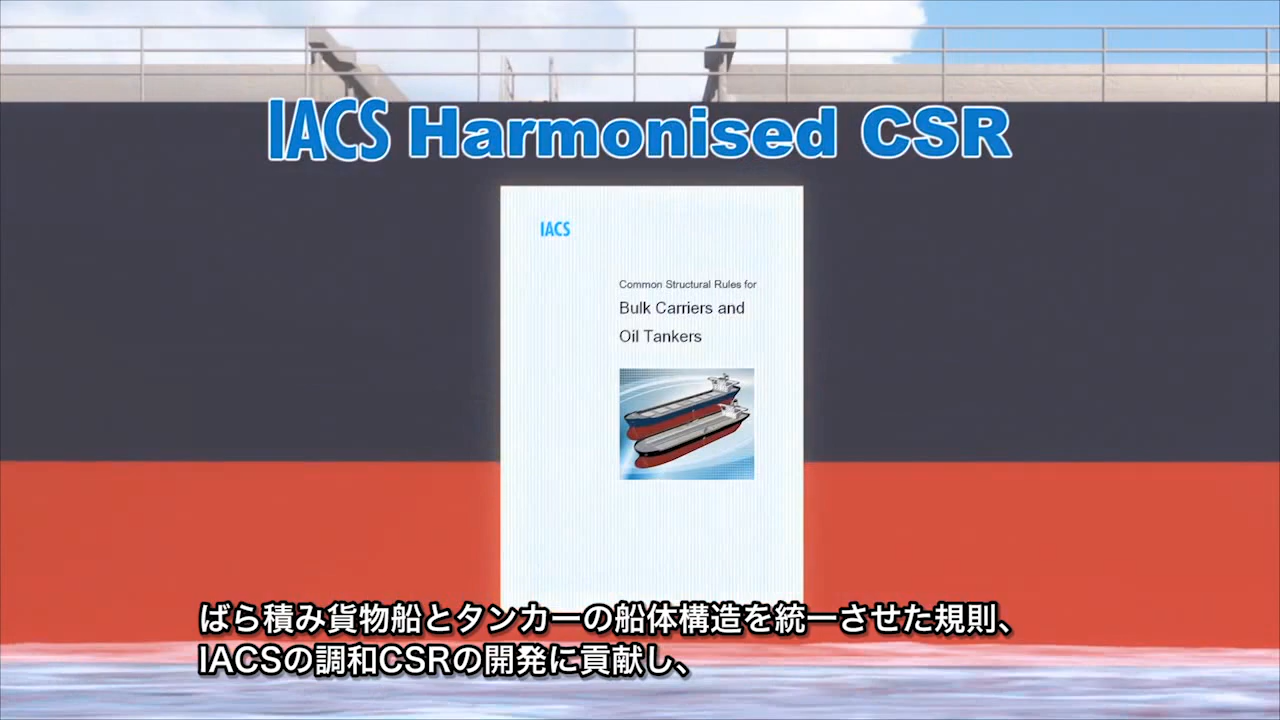 IACS Harmonised CSR
IACS
Common Structural Rules for
Bulk Carriers and
Oil Tankers
ばら積み貨物船とタンカーの船体構造を統一させた規則、
IACSの調和CSRの開発に貢献し、